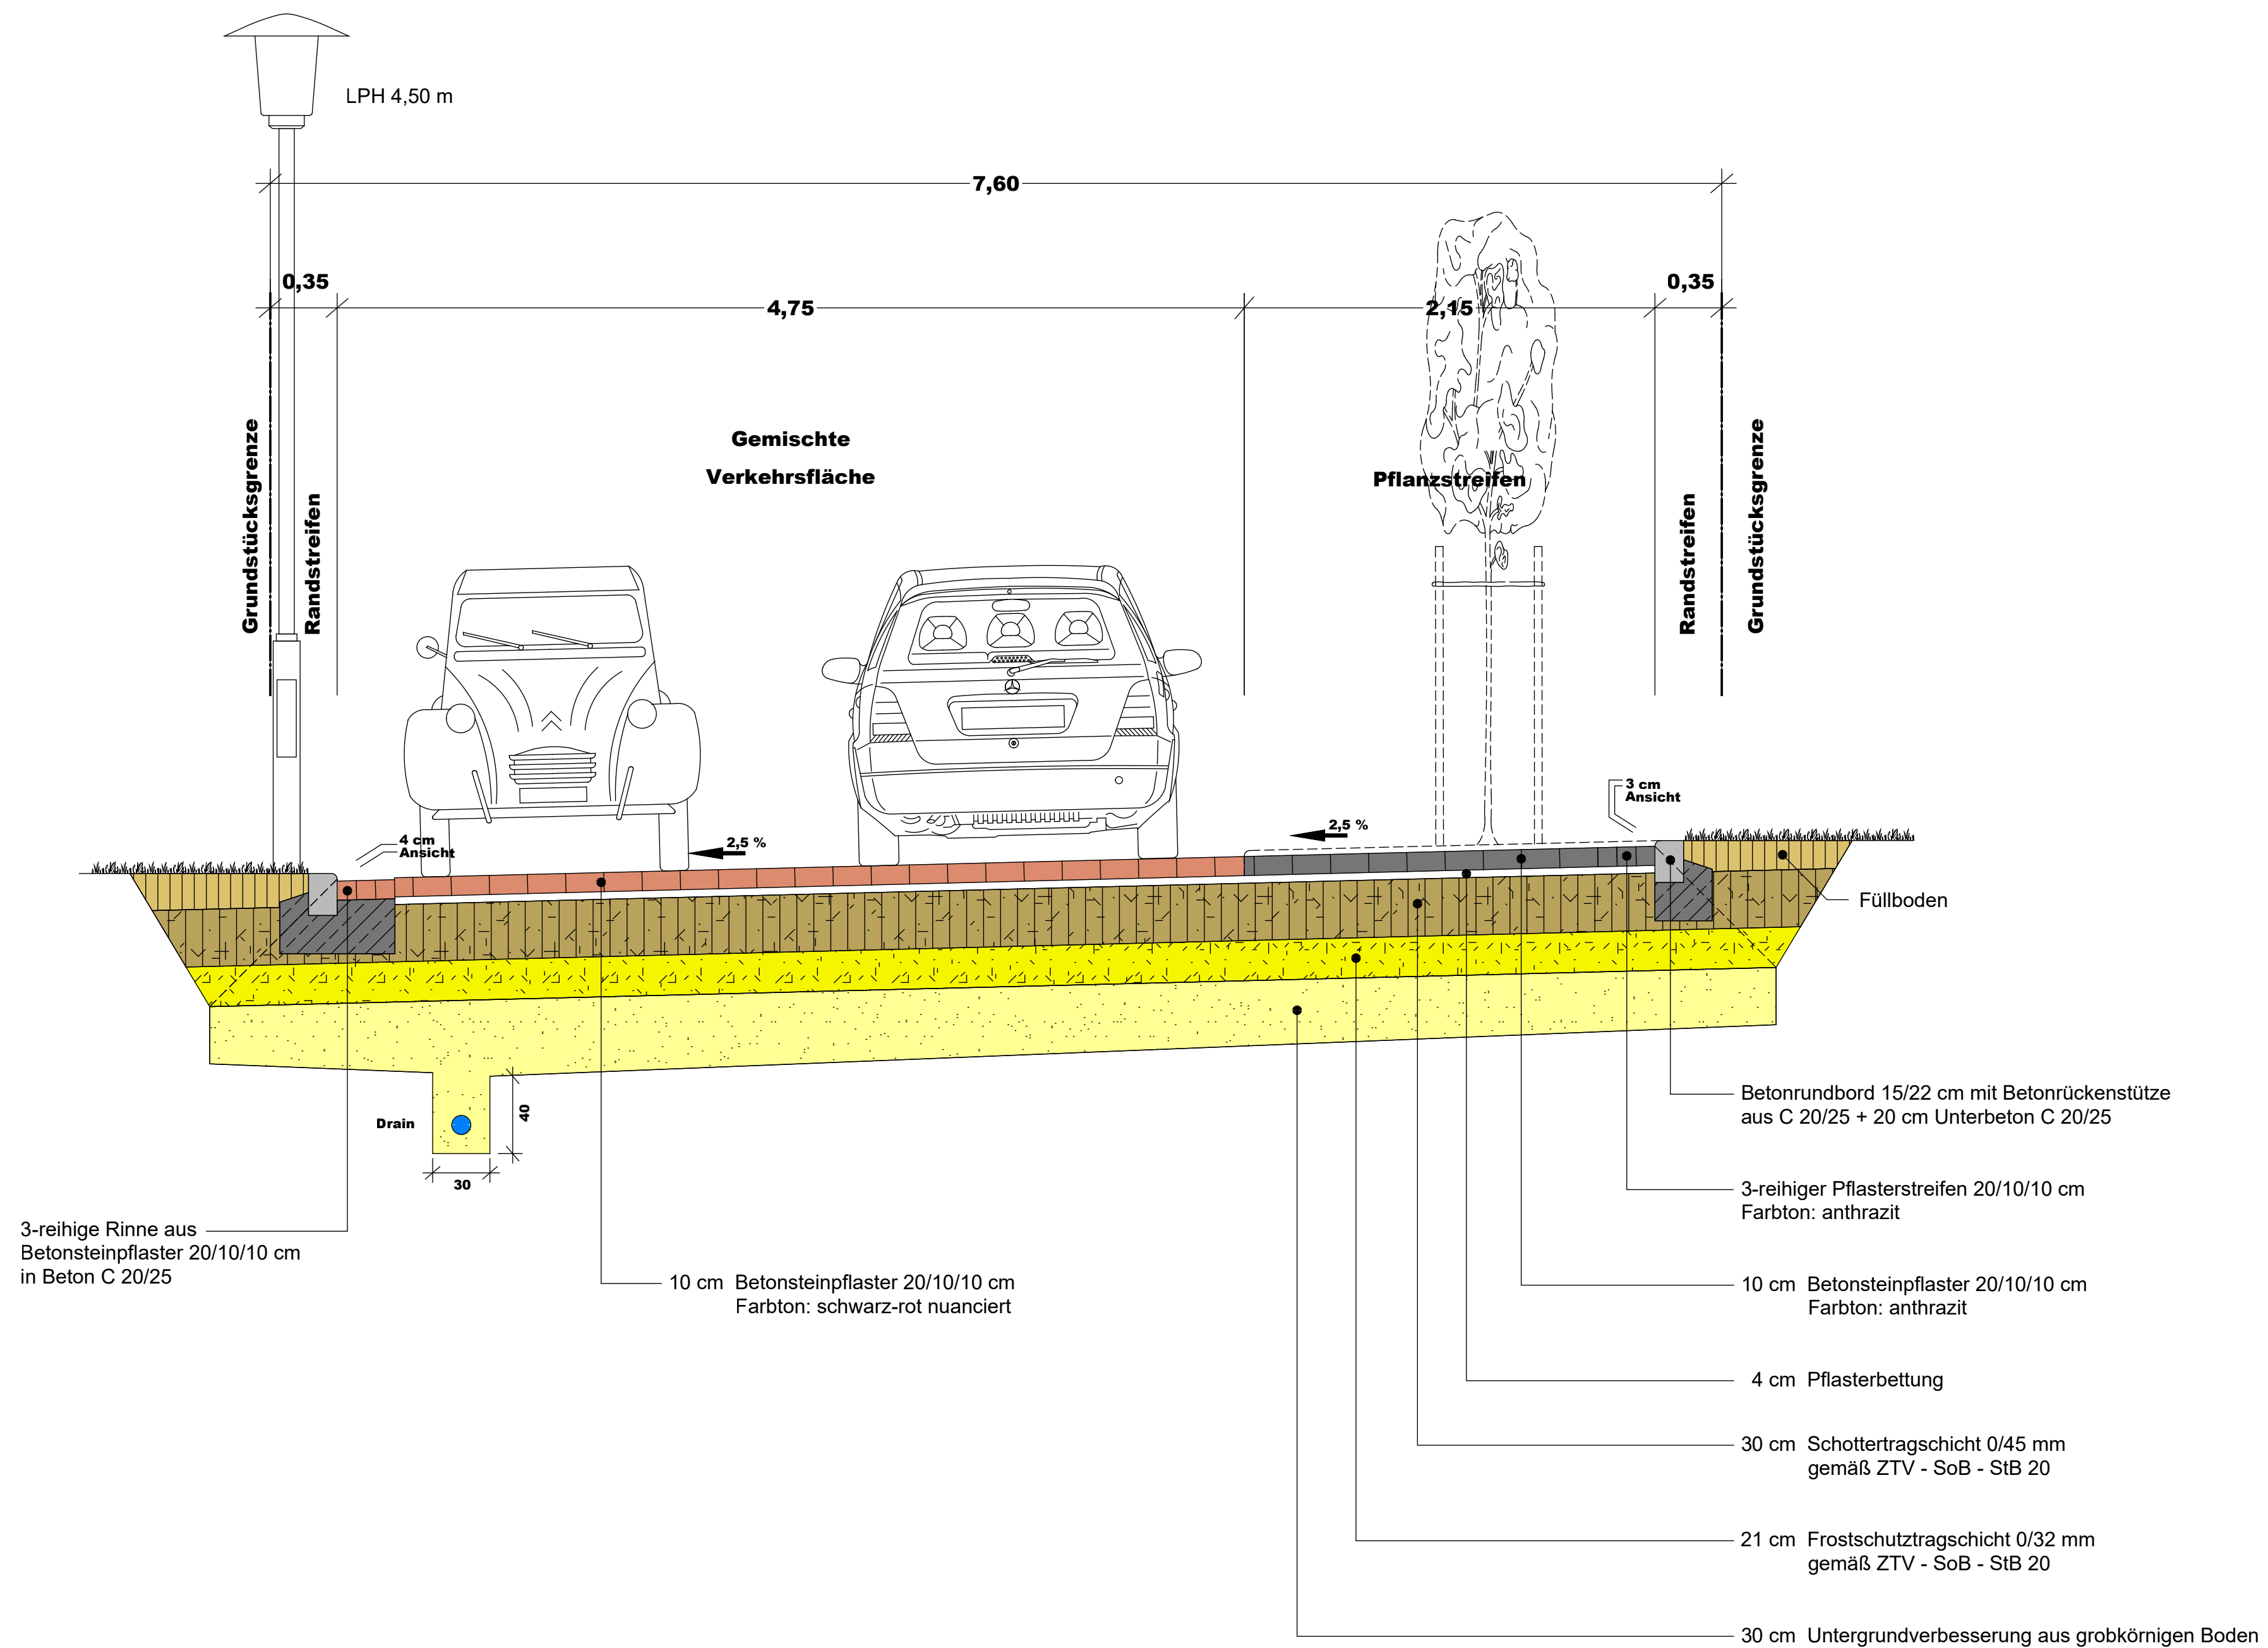 LPH 4,50 m
7,60
0,35
4,75
2,15
0,35
Grundstücksgrenze
Randstreifen
Gemischte
Verkehrsfläche
Pflanzstreifen
Randstreifen
Grundstücksgrenze
3 cm
Ansicht
4 cm
Ansicht
2,5 %
2,5 %
Füllboden
Drain
40
30
Betonrundbord 15/22 cm mit Betonrückenstütze
aus C 20/25 + 20 cm Unterbeton C 20/25
3-reihiger Pflasterstreifen 20/10/10 cm
Farbton: anthrazit
3-reihige Rinne aus
Betonsteinpflaster 20/10/10 cm
in Beton C 20/25
10 cm Betonsteinpflaster 20/10/10 cm
Farbton: schwarz-rot nuanciert
10 cm Betonsteinpflaster 20/10/10 cm
Farbton: anthrazit
4 cm Pflasterbettung
30 cm Schottertragschicht 0/45 mm
gemäß ZTV - SoB - StB 20
21 cm Frostschutztragschicht 0/32 mm
gemäß ZTV - SoB - StB 20
30 cm Untergrundverbesserung aus grobkörnigen Boden